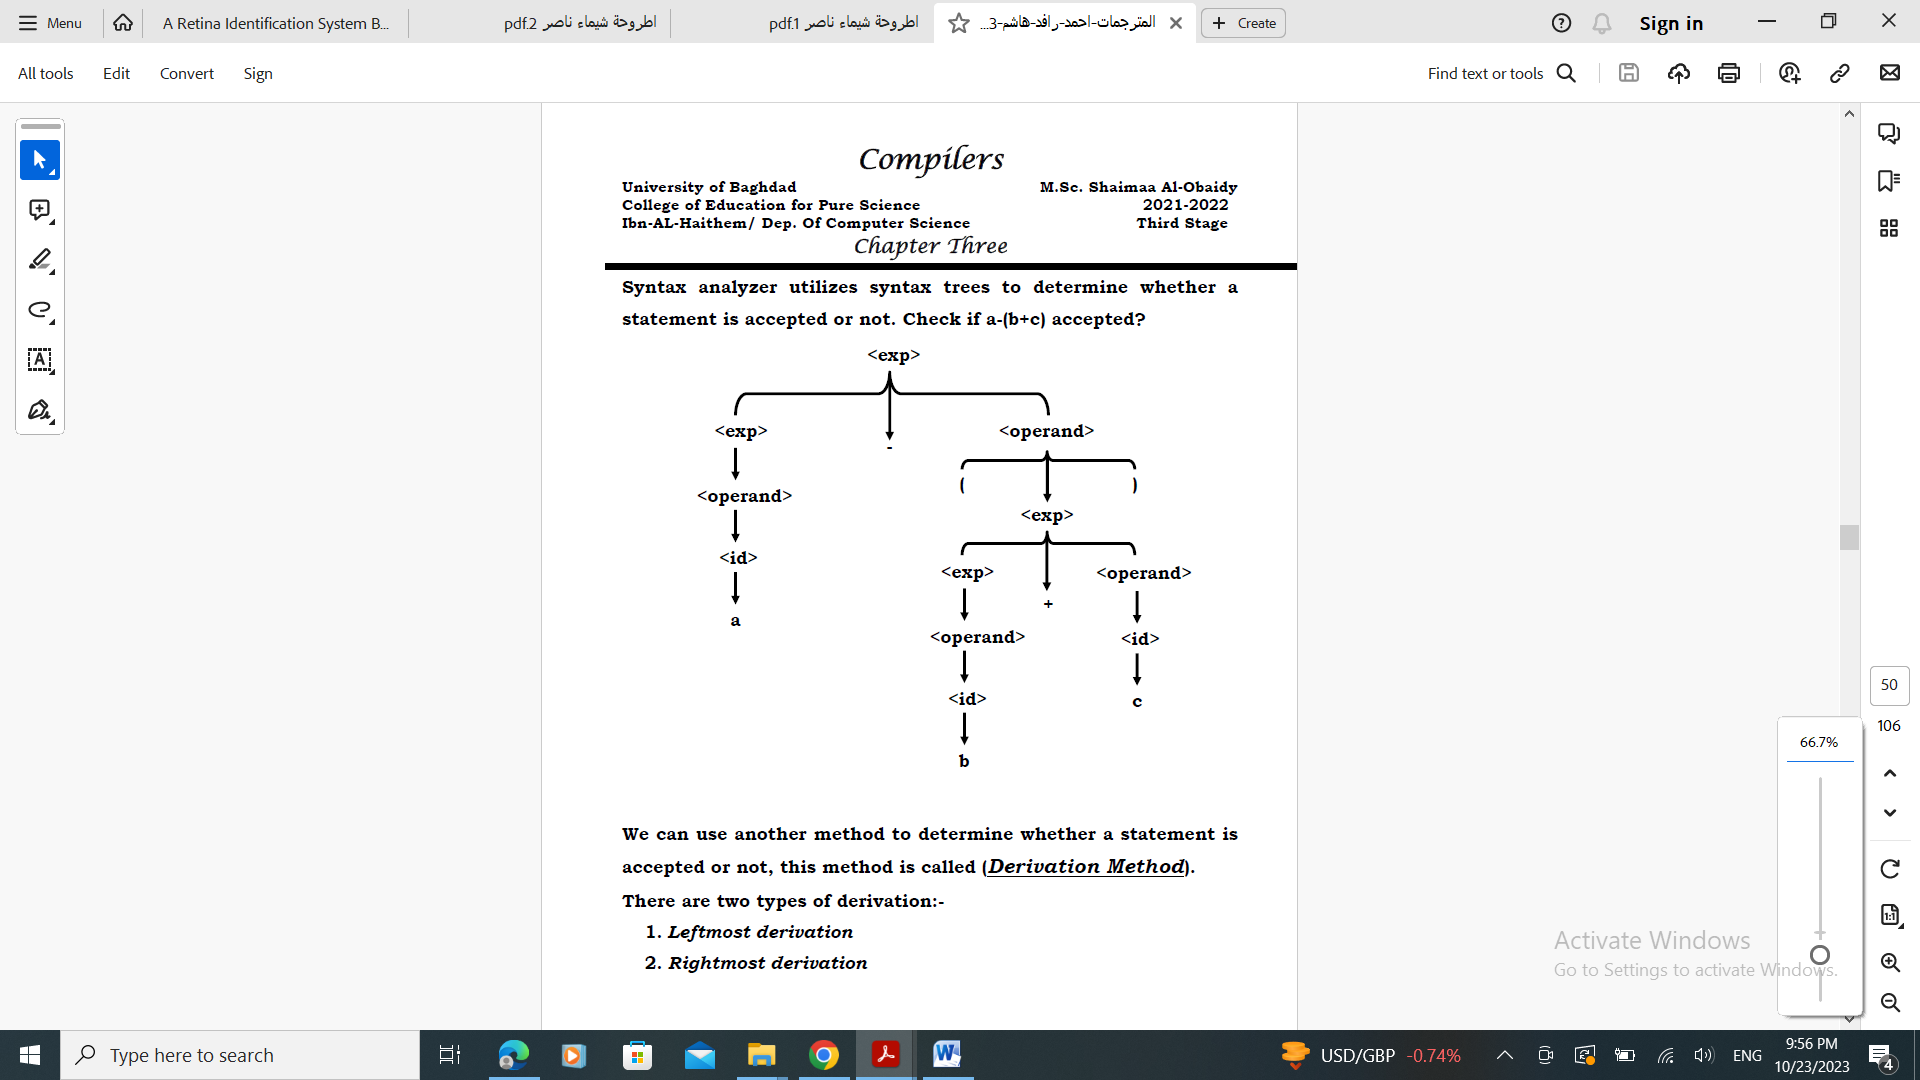 Menu
A Retina Identification System B...
اطروحة شيماء ناصر 2.pdf
اطروحة شيماء ناصر 1.pdf
المترجمات-احمد-رافد-هاشم-3...
Create
Sign in
All tools
Edit
Convert
Sign
Find text or tools
Compilers
University of Baghdad M.Sc. Shaimaa Al-Obaidy
College of Education for Pure Science 2021-2022
Ibn-AL-Haithem/ Dep. Of Computer Science Third Stage
Chapter Three
Syntax analyzer utilizes syntax trees to determine whether a
statement is accepted or not. Check if a-(b+c) accepted?
<exp>
<exp> - <operand>
( )
<operand>
<exp>
<id>
<exp> + <operand>
a
<operand> <id>
<id> c
b
We can use another method to determine whether a statement is
accepted or not, this method is called (Derivation Method).
There are two types of derivation:-
1. Leftmost derivation
2. Rightmost derivation
50
106
66.7%
1:1
Activate Windows
Go to Settings to activate Windows.
Type here to search
USD/GBP -0.74%
ENG
9:56 PM
10/23/2023
4